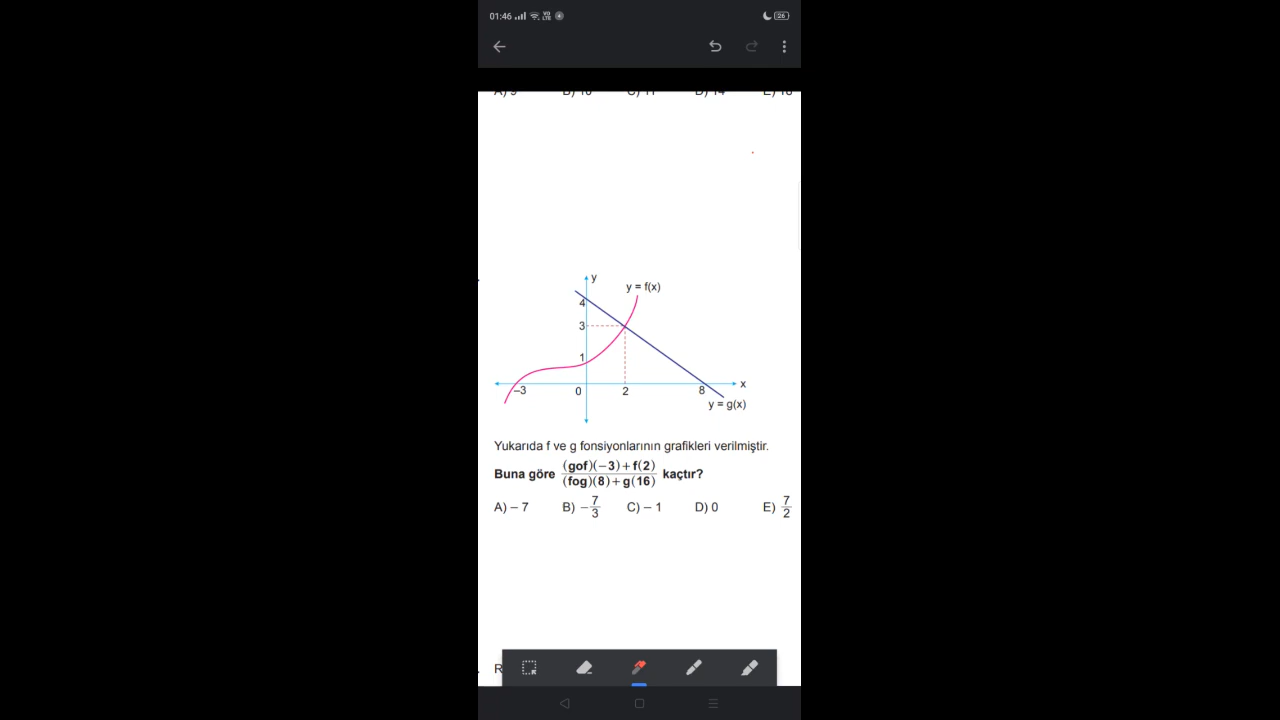 01:46
26
y
y = f(x)
4
3
1
–3
0
2
8
x
y = g(x)
Yukarıda f ve g fonsiyonlarının grafikleri verilmiştir.
Buna göre (gof)(–3)+f(2) / (fog)(8)+g(16) kaçtır?
A) – 7 B) – 7/3 C) – 1 D) 0 E) 7/2
R